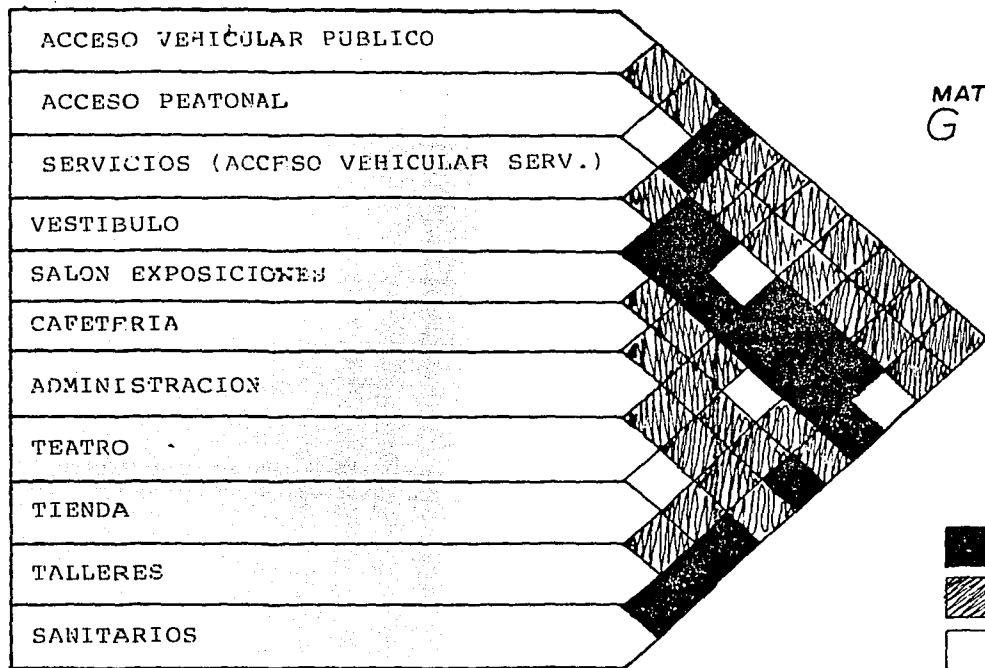 ACCESO VEHICULAR PUBLICO
ACCESO PEATONAL
MAT
G
SERVICIOS (ACCESO VEHICULAR SERV.)
VESTIBULO
SALON EXPOSICIONES
CAFETERIA
ADMINISTRACION
TEATRO
TIENDA
TALLERES
SANITARIOS